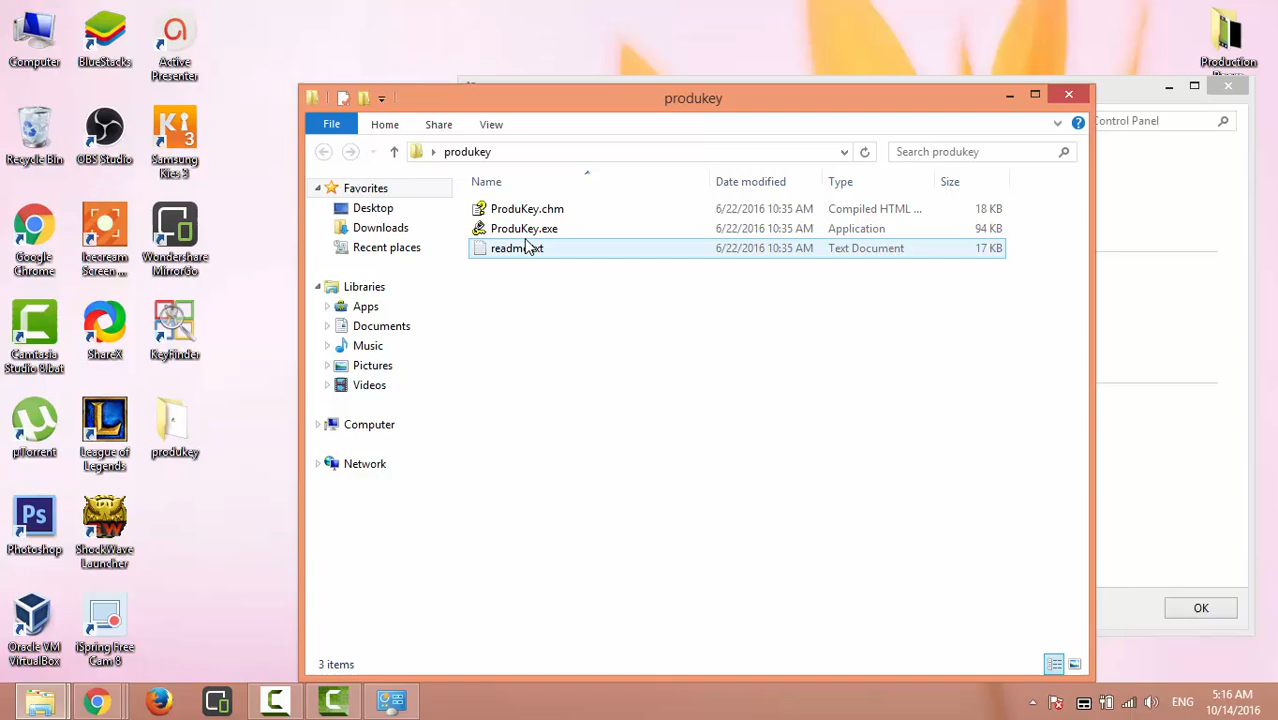 Computer
BlueStacks
Active
Presenter
Production
Recycle Bin
OBS Studio
Samsung
Kies 3
Google
Chrome
Icecream
Screen ...
Wondershare
MirrorGo
Camtasia
Studio 8.bat
ShareX
KeyFinder
µTorrent
League of
Legends
produkey
Photoshop
ShockWave
Launcher
Oracle VM
VirtualBox
iSpring Free
Cam 8
produkey
File
Home
Share
View
produkey
Search produkey
Control Panel
Name
Date modified
Type
Size
ProduKey.chm
6/22/2016 10:35 AM
Compiled HTML ...
18 KB
ProduKey.exe
6/22/2016 10:35 AM
Application
94 KB
6/22/2016 10:35 AM
Text Document
17 KB
Favorites
Desktop
Downloads
Recent places
Libraries
Apps
Documents
Music
Pictures
Videos
Computer
Network
3 items
OK
ENG
5:16 AM
10/14/2016